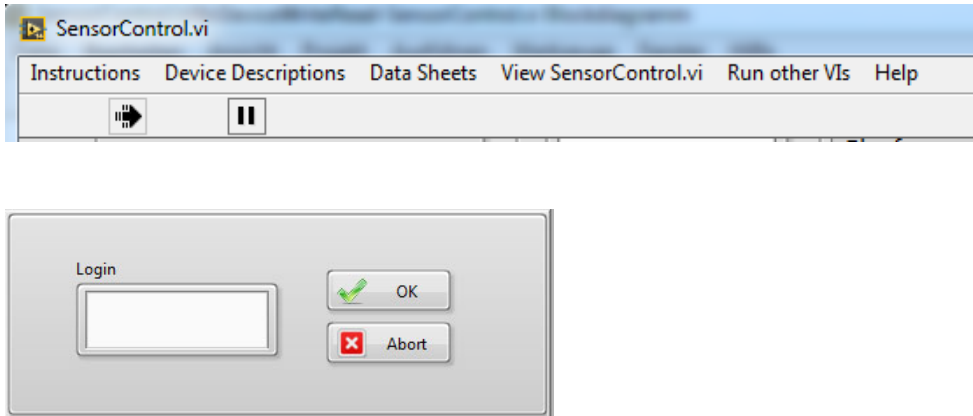 SensorControl.vi
Instructions Device Descriptions Data Sheets View SensorControl.vi Run other VIs Help
Login
OK
Abort